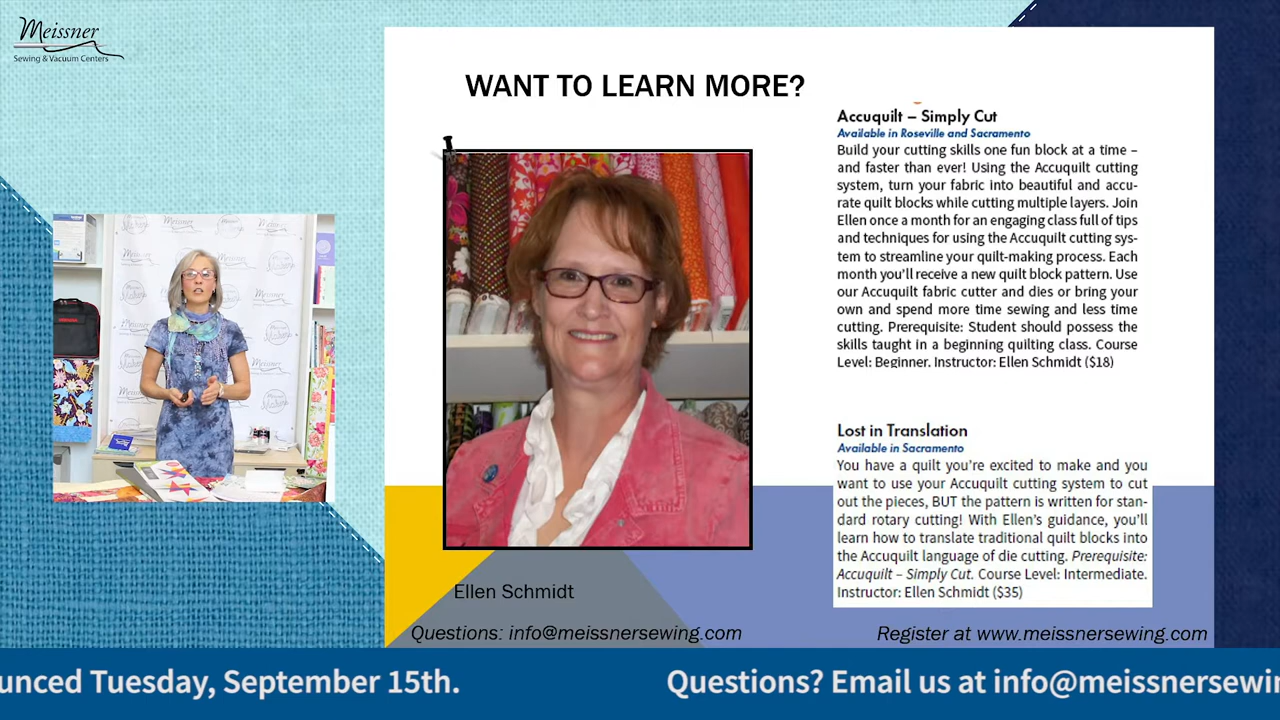 Meissner
Sewing & Vacuum Centers
WANT TO LEARN MORE?
Accuquilt – Simply Cut
Available in Roseville and Sacramento
Build your cutting skills one fun block at a time –
and faster than ever! Using the Accuquilt cutting
system, turn your fabric into beautiful and accu-
rate quilt blocks while cutting multiple layers. Join
Ellen once a month for an engaging class full of tips
and techniques for using the Accuquilt cutting sys-
tem to streamline your quilt-making process. Each
month you'll receive a new quilt block pattern. Use
our Accuquilt fabric cutter and dies or bring your
own and spend more time sewing and less time
cutting. Prerequisite: Student should possess the
skills taught in a beginning quilting class. Course
Level: Beginner. Instructor: Ellen Schmidt ($18)
Lost in Translation
Available in Sacramento
You have a quilt you're excited to make and you
want to use your Accuquilt cutting system to cut
out the pieces, BUT the pattern is written for stan-
dard rotary cutting! With Ellen's guidance, you'll
learn how to translate traditional quilt blocks into
the Accuquilt language of die cutting. Prerequisite:
Accuquilt – Simply Cut. Course Level: Intermediate.
Instructor: Ellen Schmidt ($35)
Ellen Schmidt
Questions: info@meissnersewing.com
Register at www.meissnersewing.com
unced Tuesday, September 15th.
Questions? Email us at info@meissnersewin